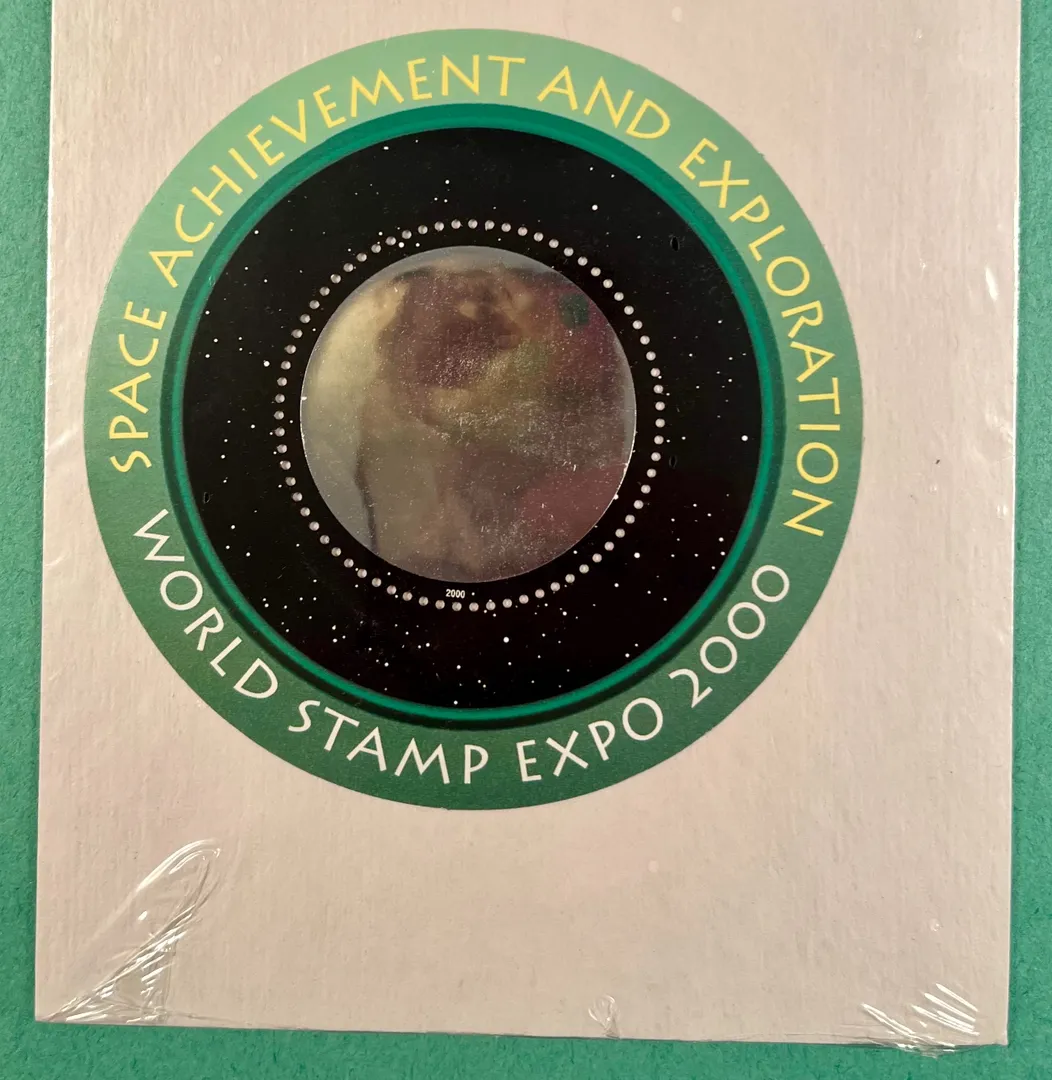 SPACE ACHIEVEMENT AND EXPLORATION
2000
WORLD STAMP EXPO 2000